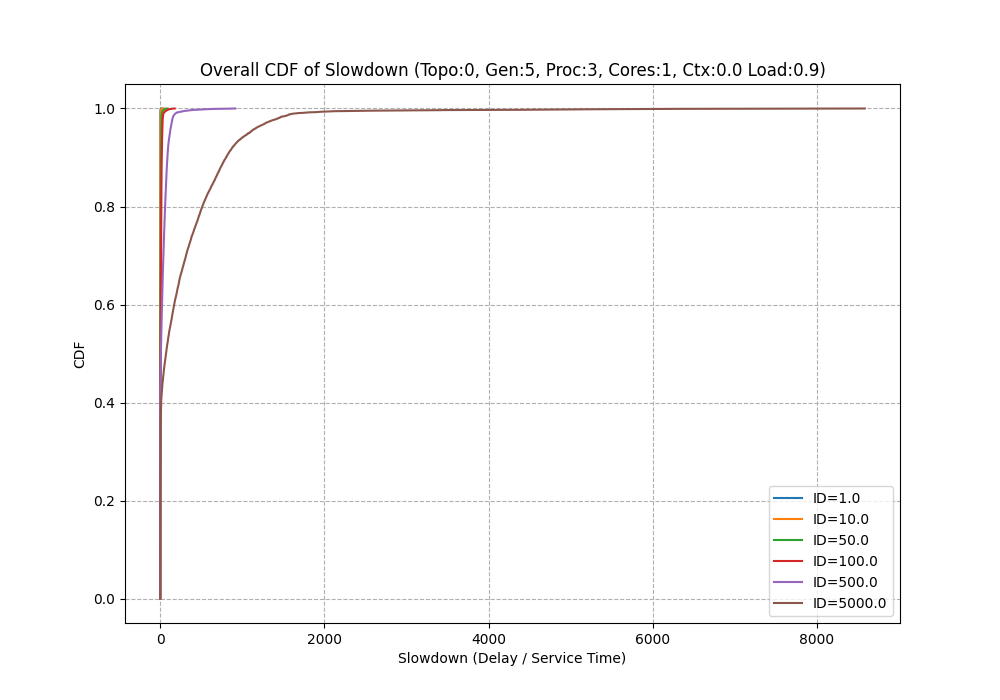 Overall CDF of Slowdown (Topo:0, Gen:5, Proc:3, Cores:1, Ctx:0.0 Load:0.9)
1.0
0.8
0.6
0.4
0.2
0.0
CDF
0
2000
4000
6000
8000
Slowdown (Delay / Service Time)
ID=1.0
ID=10.0
ID=50.0
ID=100.0
ID=500.0
ID=5000.0